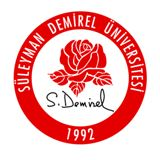 SÜLEYMAN DEMİREL ÜNİVERSİTESİ
S. Demirel
1992